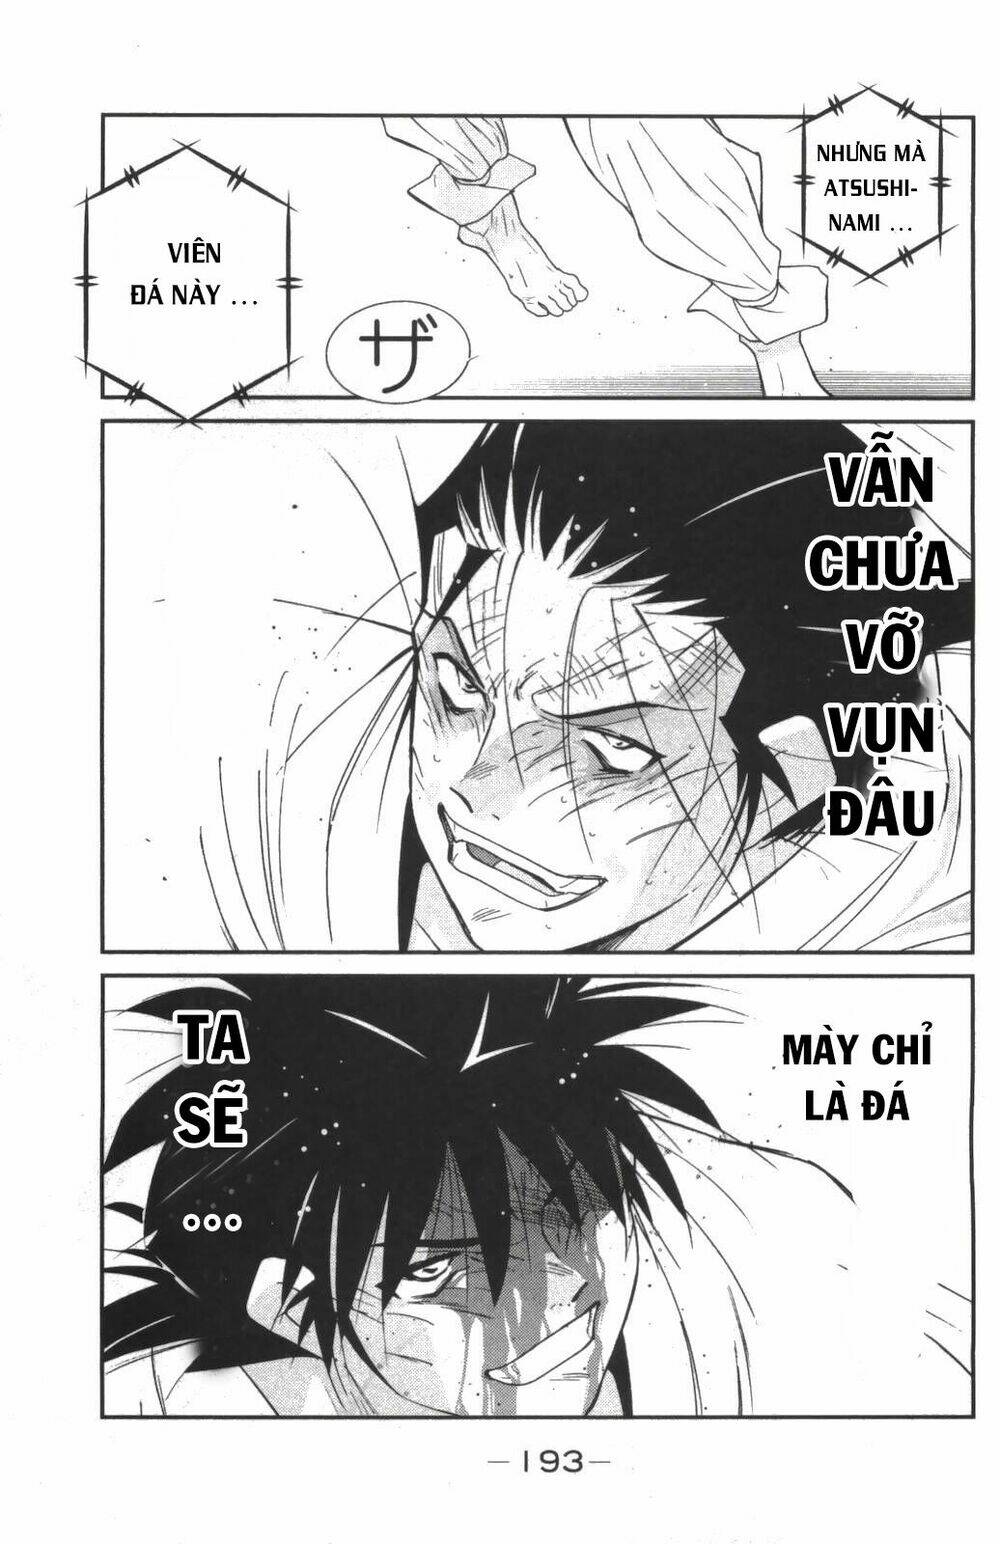 NHƯNG MÀ
ATSUSHI-
NAMI ...
VIÊN
ĐÁ NÀY ...
ザ
VẪN
CHƯA
VỠ
VỤN
ĐÂU
MÀY CHỈ
LÀ ĐÁ
TA
SẼ
...
—193—